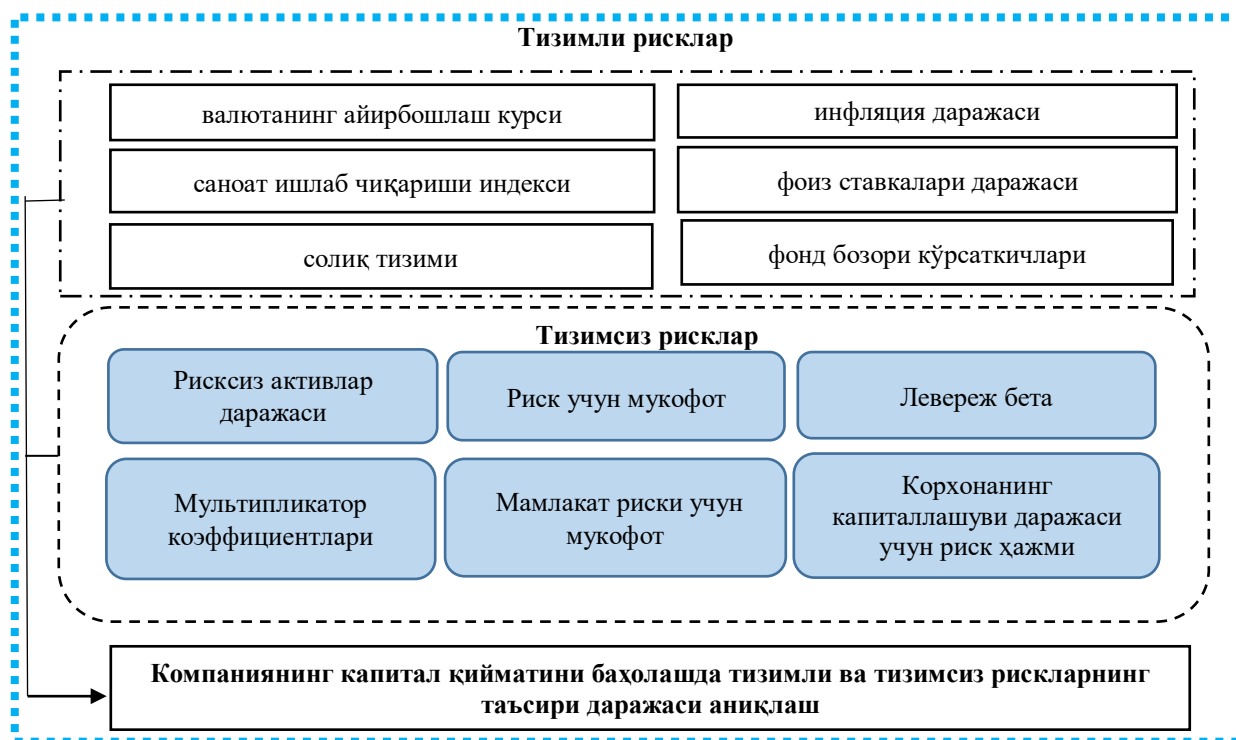 Тизимли рисклар
валютанинг айирбошлаш курси
инфляция даражаси
саноат ишлаб чиқариши индекси
фоиз ставкалари даражаси
солиқ тизими
фонд бозори кўрсаткичлари
Тизимсиз рисклар
Рисксиз активлар
даражаси
Риск учун мукофот
Левереж бета
Мультипликатор
коэффициентлари
Мамлакат риски учун
мукофот
Корхонанинг
капиталлашуви даражаси
учун риск ҳажми
Компаниянинг капитал қийматини баҳолашда тизимли ва тизимсиз рискларнинг
таъсири даражаси аниқлаш